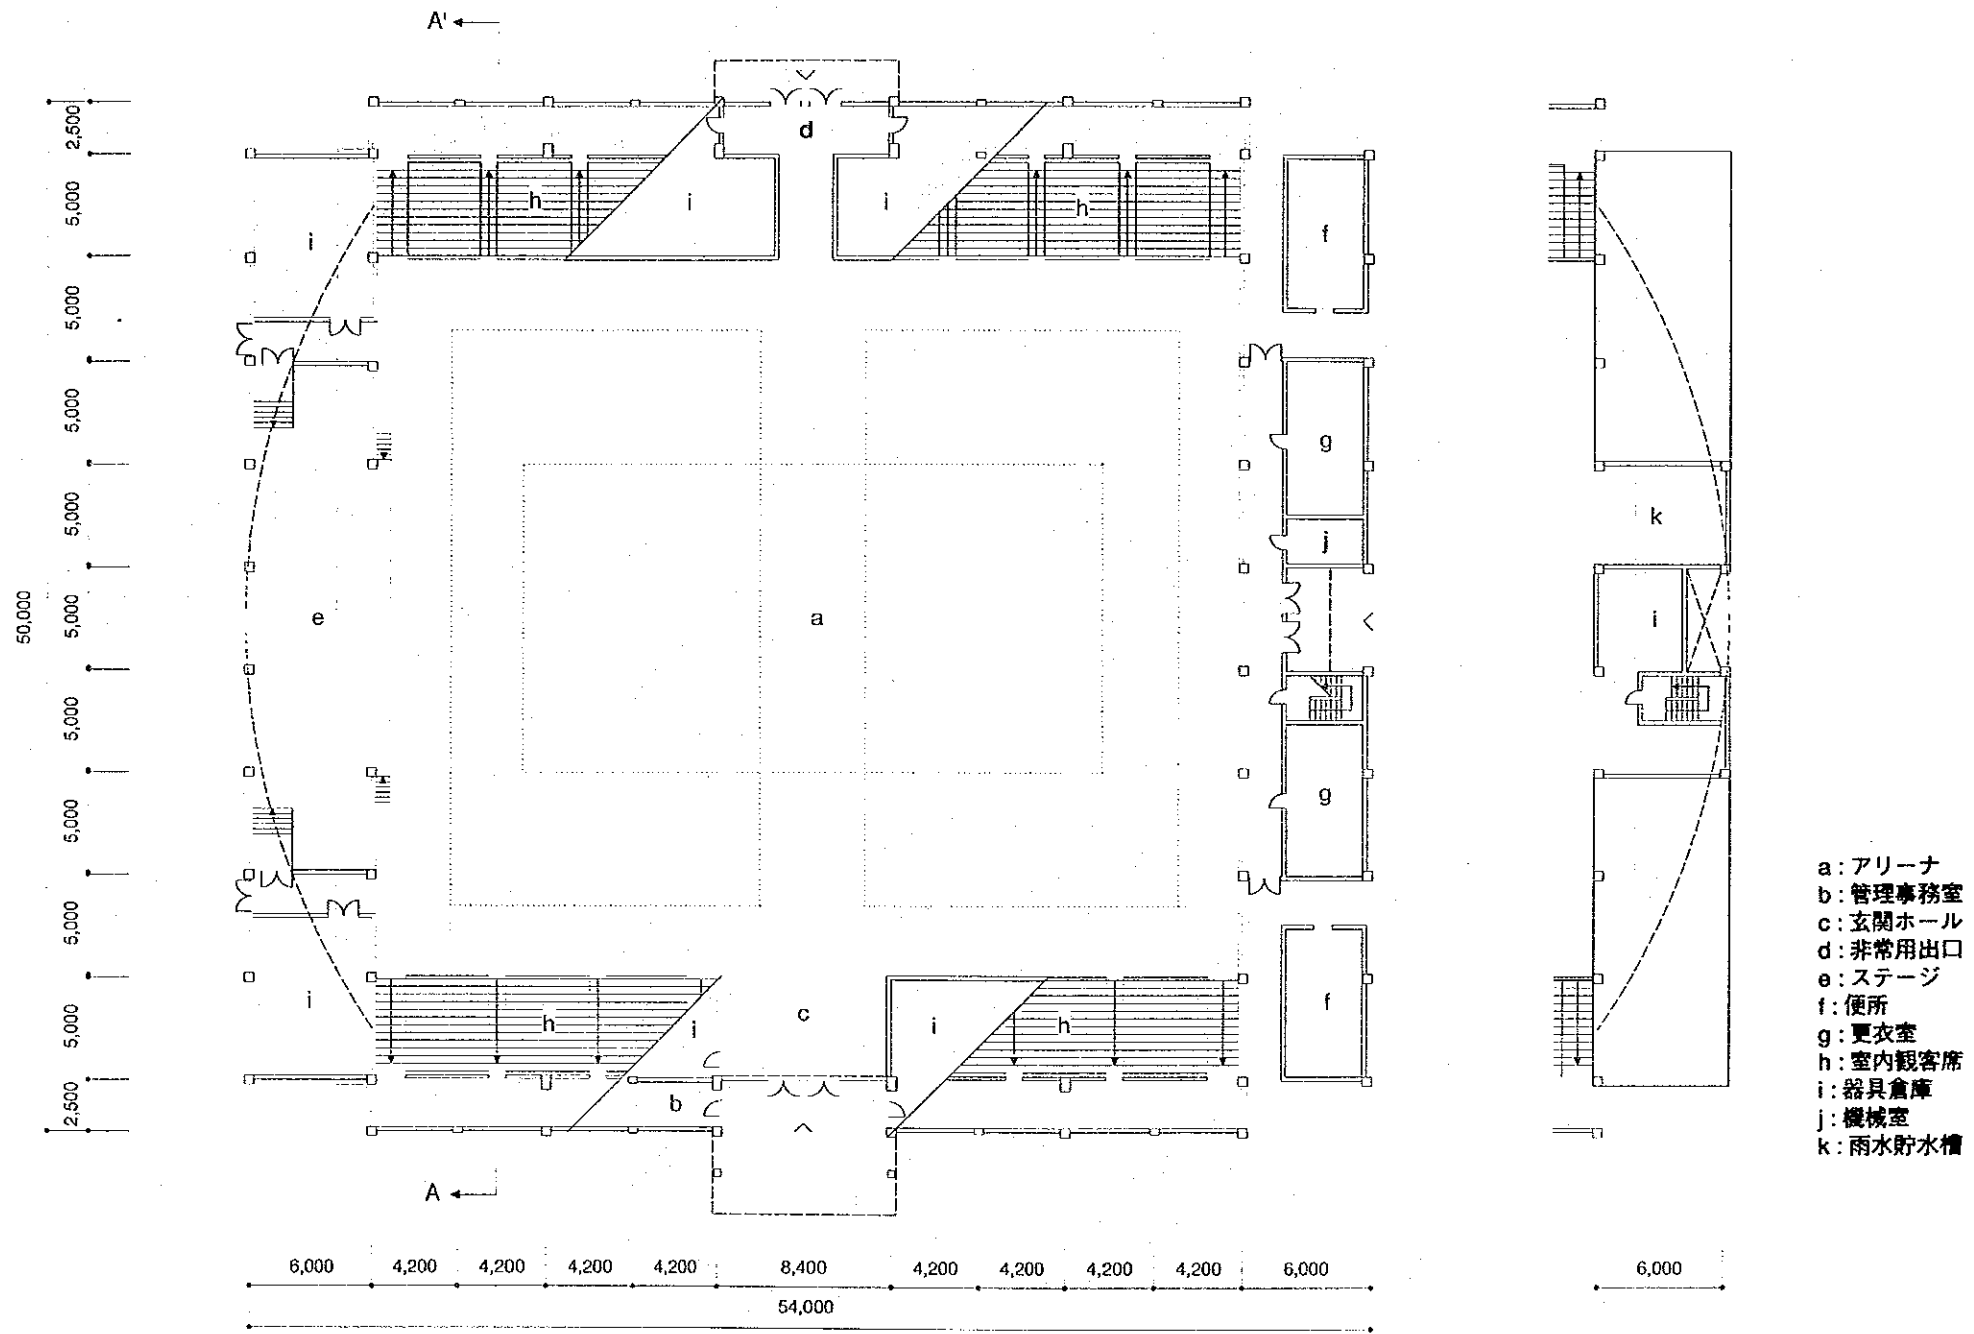 A'
2,500
d
h
i
i
h
5,000
f
i
5,000
5,000
g
5,000
k
j
50,000
5,000
e
a
i
5,000
g
5,000
a : アリーナ
b : 管理事務室
c : 玄関ホール
d : 非常用出口
e : ステージ
f : 便所
g : 更衣室
h : 室内観客席
i : 器具倉庫
j : 機械室
k : 雨水貯水槽
5,000
i
h
i
c
i
h
f
5,000
b
2,500
A
6,000
4,200
4,200
4,200
4,200
8,400
4,200
4,200
4,200
4,200
6,000
6,000
54,000